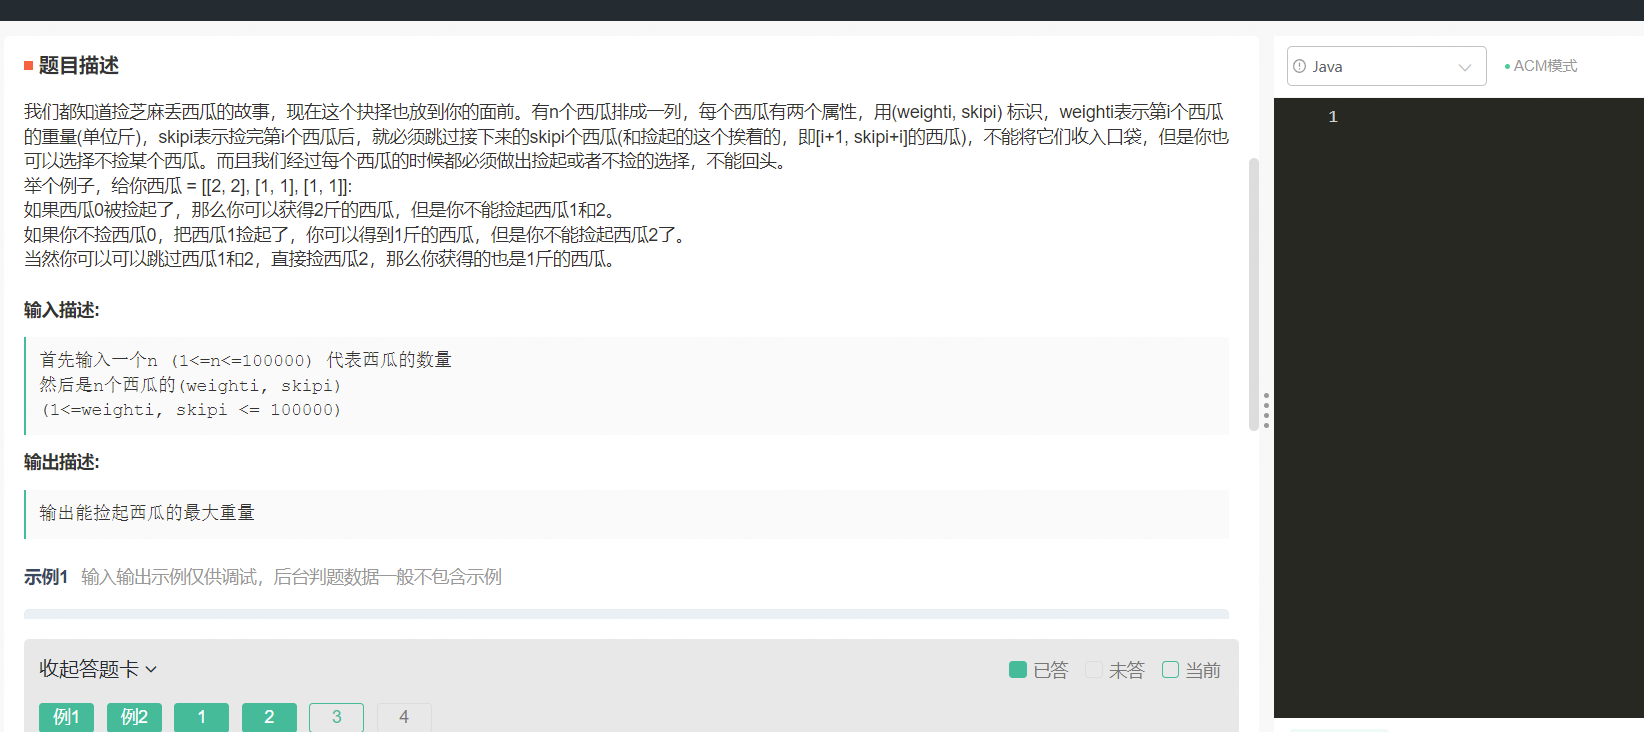 题目描述
我们都知道捡芝麻丢西瓜的故事，现在这个抉择也放到你的面前。有n个西瓜排成一列，每个西瓜有两个属性，用(weighti, skipi) 标识，weighti表示第i个西瓜
的重量(单位斤)，skipi表示捡完第i个西瓜后，就必须跳过接下来的skipi个西瓜(和捡起的这个挨着的，即[i+1, skipi+i]的西瓜)，不能将它们收入口袋，但是你也
可以选择不捡某个西瓜。而且我们经过每个西瓜的时候都必须做出捡起或者不捡的选择，不能回头。
举个例子，给你西瓜 = [[2, 2], [1, 1], [1, 1]]:
如果西瓜0被捡起了，那么你可以获得2斤的西瓜，但是你不能捡起西瓜1和2。
如果你不捡西瓜0，把西瓜1捡起了，你可以得到1斤的西瓜，但是你不能捡起西瓜2了。
当然你可以可以跳过西瓜1和2，直接捡西瓜2，那么你获得的也是1斤的西瓜。
输入描述:
首先输入一个n (1<=n<=100000) 代表西瓜的数量
然后是n个西瓜的(weighti, skipi)
(1<=weighti, skipi <= 100000)
输出描述:
输出能捡起西瓜的最大重量
示例1 输入输出示例仅供调试，后台判题数据一般不包含示例
收起答题卡 已答 未答 当前
例1 例2 1 2 3 4
Java ACM模式
1